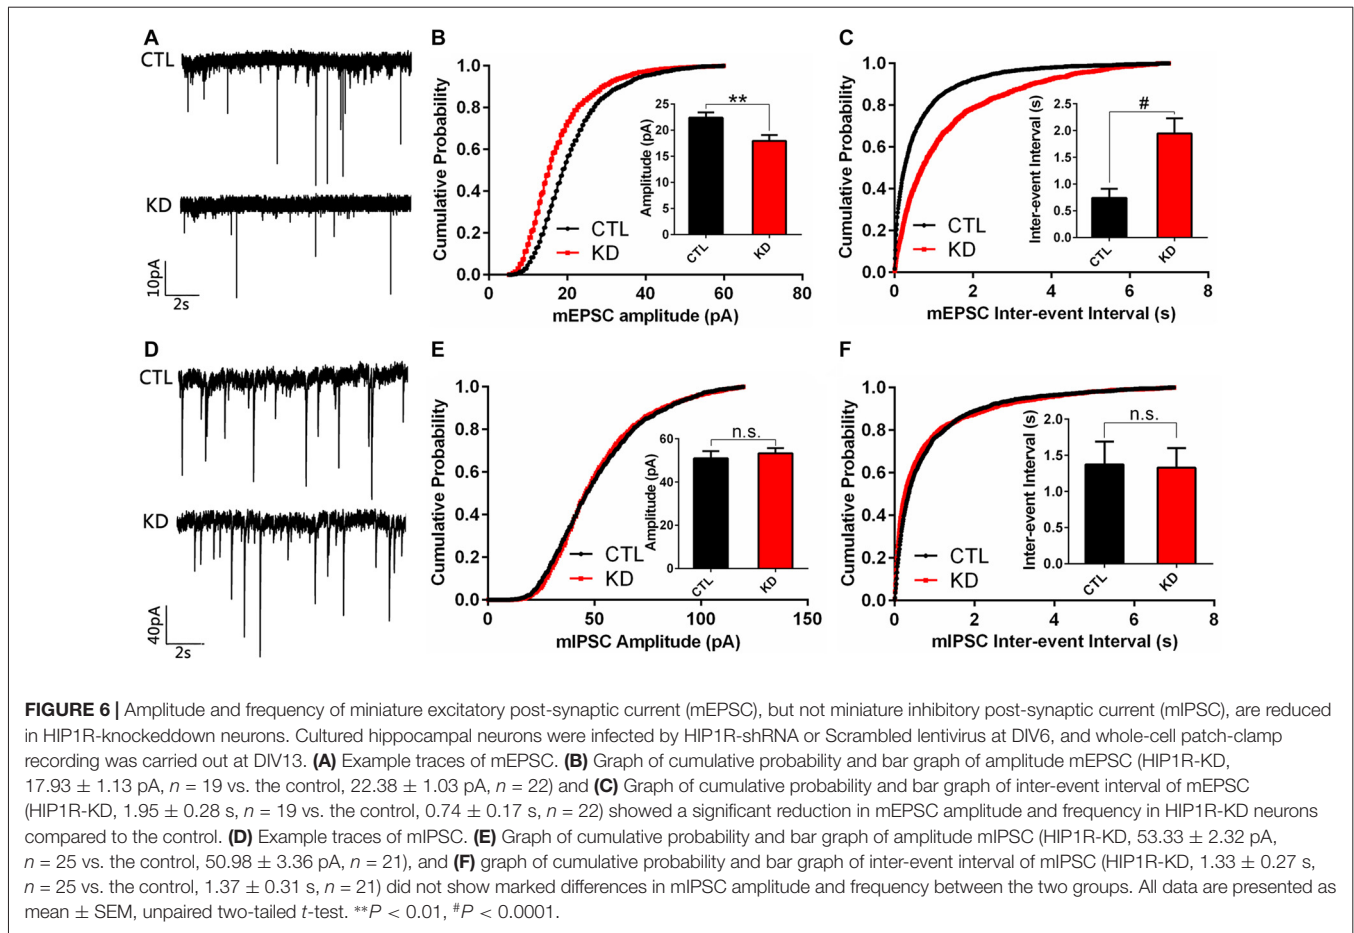 A
CTL
KD
10pA
2s
B
Cumulative Probability
1.0
0.8
0.6
0.4
0.2
0.0
0
20
40
60
80
mEPSC amplitude (pA)
CTL
KD
Amplitude (pA)
25
20
15
10
5
0
**
CTL
KD
C
Cumulative Probability
1.0
0.8
0.6
0.4
0.2
0.0
0
2
4
6
8
mEPSC Inter-event Interval (s)
CTL
KD
Inter-event Interval (s)
2.5
2.0
1.5
1.0
0.5
0.0
#
CTL
KD
D
CTL
KD
40pA
2s
E
Cumulative Probability
1.0
0.8
0.6
0.4
0.2
0.0
0
50
100
150
mIPSC Amplitude (pA)
CTL
KD
Amplitude (pA)
60
40
20
0
n.s.
CTL
KD
F
Cumulative Probability
1.0
0.8
0.6
0.4
0.2
0.0
0
2
4
6
8
mIPSC Inter-event Interval (s)
CTL
KD
Inter-event Interval (s)
2.0
1.5
1.0
0.5
0.0
n.s.
CTL
KD
FIGURE 6 | Amplitude and frequency of miniature excitatory post-synaptic current (mEPSC), but not miniature inhibitory post-synaptic current (mIPSC), are reduced
in HIP1R-knockeddown neurons. Cultured hippocampal neurons were infected by HIP1R-shRNA or Scrambled lentivirus at DIV6, and whole-cell patch-clamp
recording was carried out at DIV13. (A) Example traces of mEPSC. (B) Graph of cumulative probability and bar graph of amplitude mEPSC (HIP1R-KD,
17.93 ± 1.13 pA, n = 19 vs. the control, 22.38 ± 1.03 pA, n = 22) and (C) Graph of cumulative probability and bar graph of inter-event interval of mEPSC
(HIP1R-KD, 1.95 ± 0.28 s, n = 19 vs. the control, 0.74 ± 0.17 s, n = 22) showed a significant reduction in mEPSC amplitude and frequency in HIP1R-KD neurons
compared to the control. (D) Example traces of mIPSC. (E) Graph of cumulative probability and bar graph of amplitude mIPSC (HIP1R-KD, 53.33 ± 2.32 pA,
n = 25 vs. the control, 50.98 ± 3.36 pA, n = 21), and (F) graph of cumulative probability and bar graph of inter-event interval of mIPSC (HIP1R-KD, 1.33 ± 0.27 s,
n = 25 vs. the control, 1.37 ± 0.31 s, n = 21) did not show marked differences in mIPSC amplitude and frequency between the two groups. All data are presented as
mean ± SEM, unpaired two-tailed t-test. **P < 0.01, #P < 0.0001.